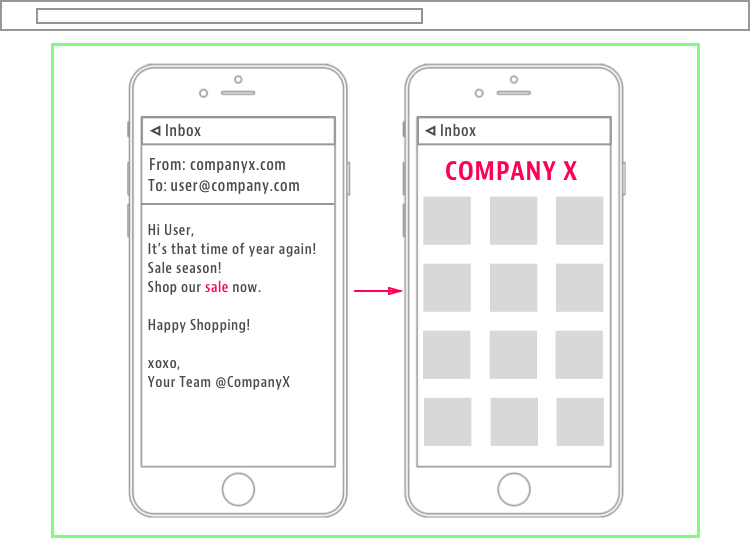 Inbox
From: companyx.com
To: user@company.com
Hi User,
It's that time of year again!
Sale season!
Shop our sale now.
Happy Shopping!
xoxo,
Your Team @CompanyX
Inbox
COMPANY X